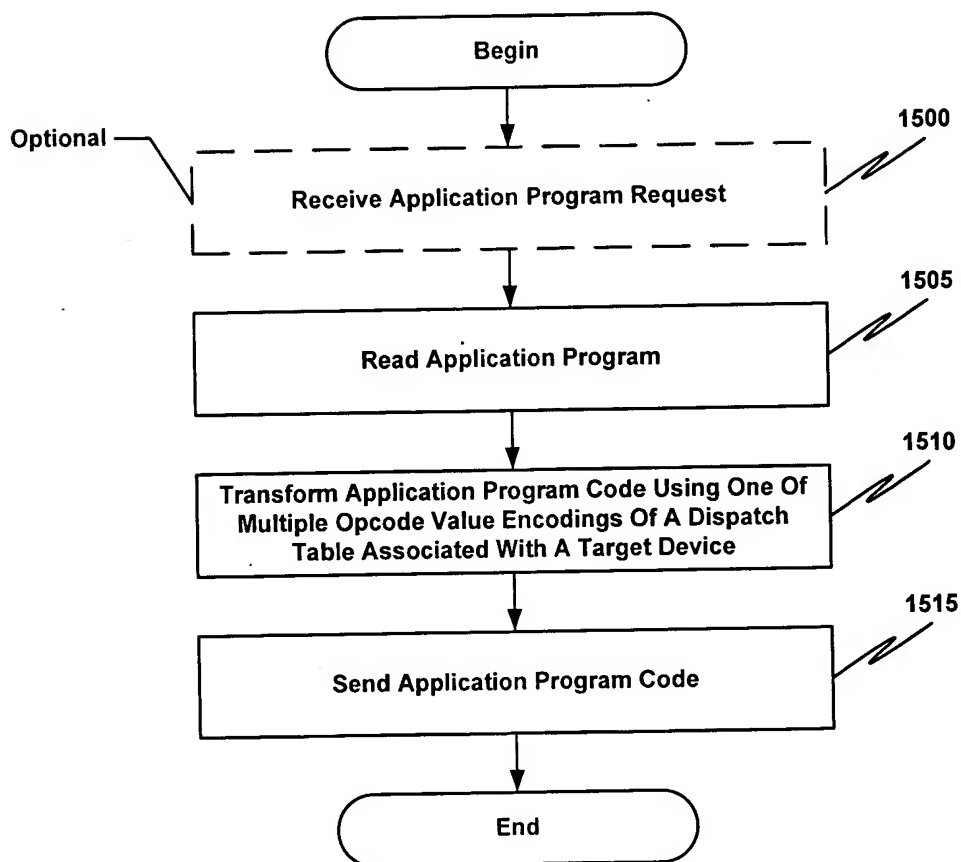 Begin
Optional
1500
Receive Application Program Request
1505
Read Application Program
1510
Transform Application Program Code Using One Of
Multiple Opcode Value Encodings Of A Dispatch
Table Associated With A Target Device
1515
Send Application Program Code
End